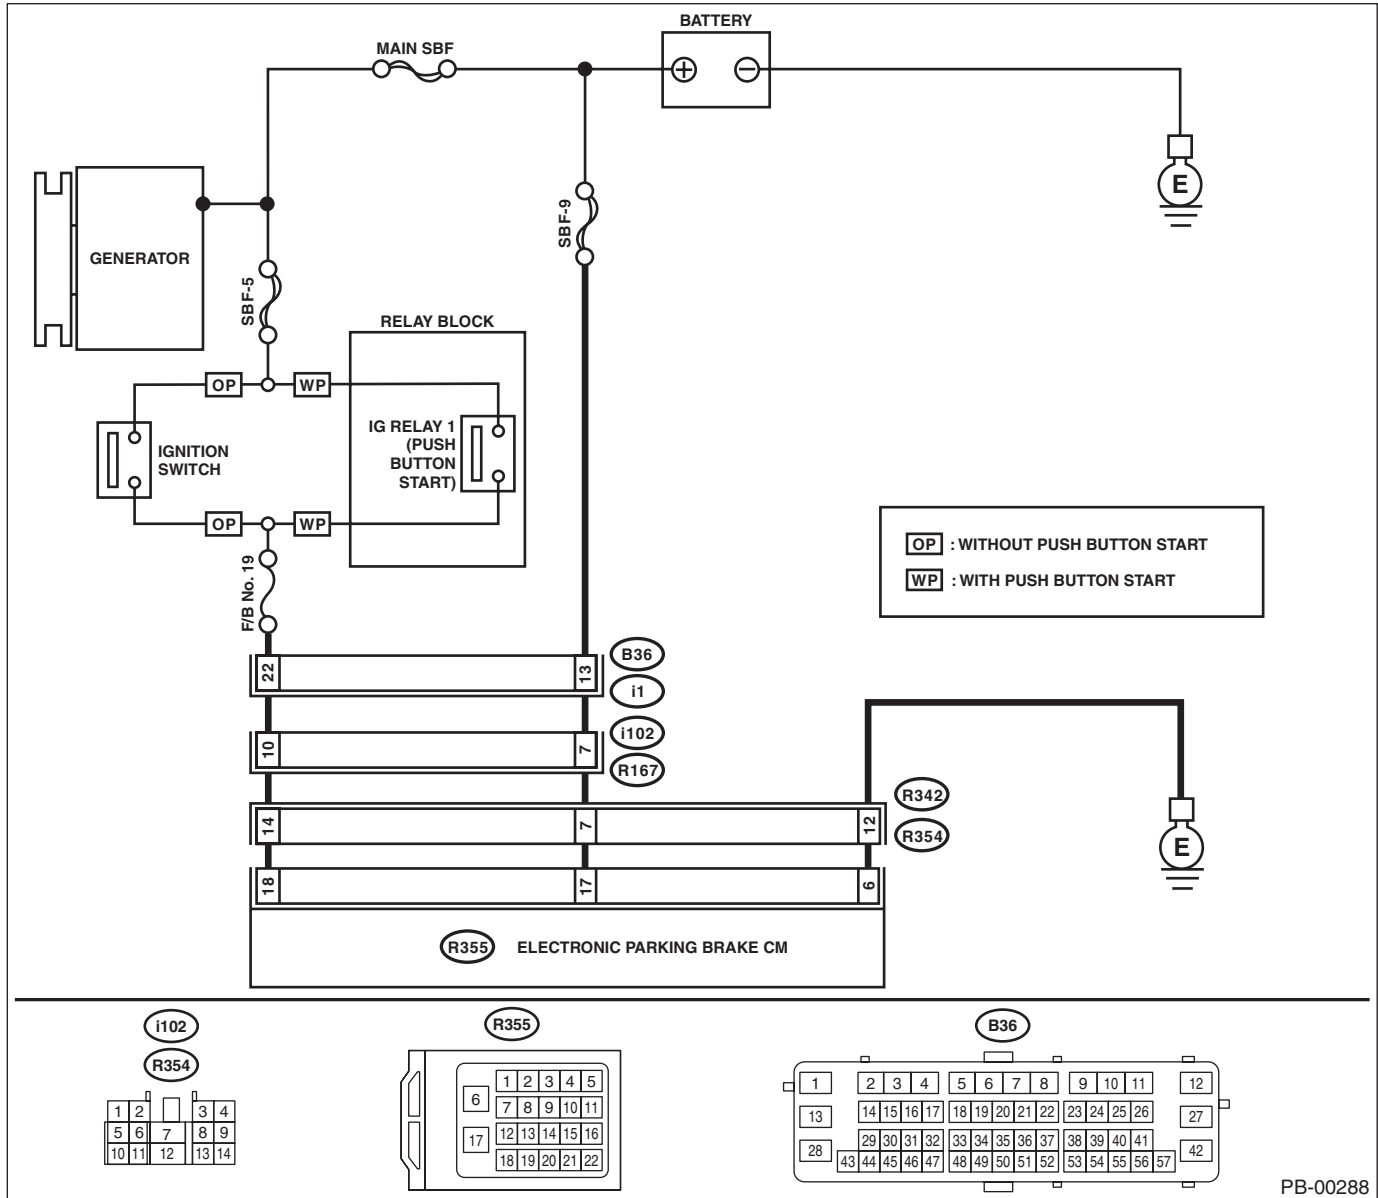 BATTERY
MAIN SBF
E
SBF-9
GENERATOR
SBF-5
RELAY BLOCK
OP
WP
IG RELAY 1
(PUSH
BUTTON
START)
IGNITION
SWITCH
OP
WP
OP : WITHOUT PUSH BUTTON START
WP : WITH PUSH BUTTON START
F/B No. 19
22 13
B36
i1
10 7
i102
R167
14 7 12
R342
R354
E
18 17 6
R355 ELECTRONIC PARKING BRAKE CM
i102
R354
1 2 3 4
5 6 7 8 9
10 11 12 13 14
R355
1 2 3 4 5
6
7 8 9 10 11
12 13 14 15 16
17
18 19 20 21 22
B36
1 2 3 4 5 6 7 8 9 10 11 12
13 14 15 16 17 18 19 20 21 22 23 24 25 26 27
28 29 30 31 32 33 34 35 36 37 38 39 40 41 42
43 44 45 46 47 48 49 50 51 52 53 54 55 56 57
PB-00288